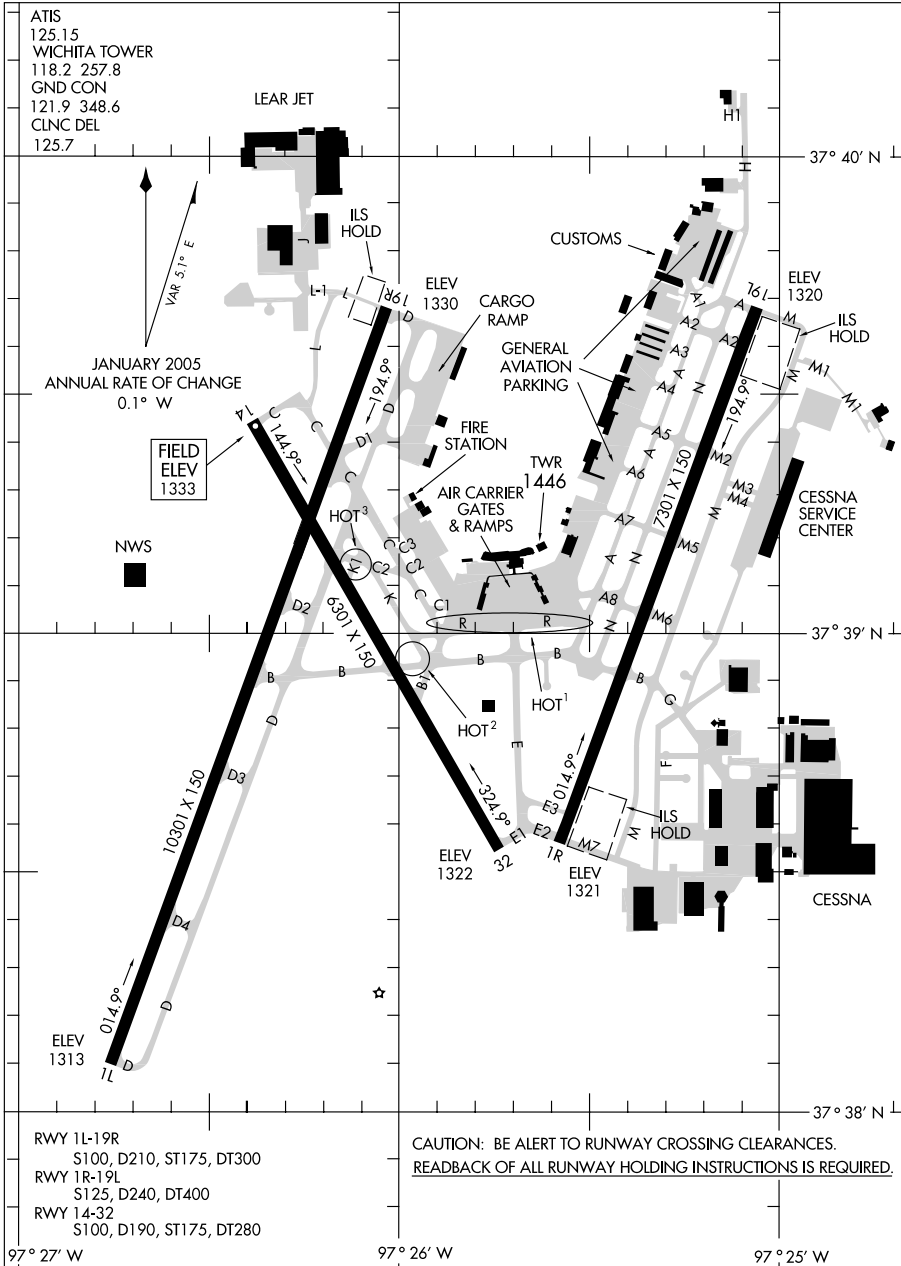 ATIS
125.15
WICHITA TOWER
118.2 257.8
GND CON
121.9 348.6
CLNC DEL
125.7
LEAR JET
H1
37° 40' N
H
VAR 5.1° E
JANUARY 2005
ANNUAL RATE OF CHANGE
0.1° W
J
ILS
HOLD
CUSTOMS
L-1
L
19R
D
ELEV
1330
CARGO
RAMP
A1
A
19L
ELEV
1320
M
ILS
HOLD
L
A2
A2
A3
GENERAL
AVIATION
PARKING
A
N
A4
M
M1
M1
194.9°
194.9°
14
C
C
144.9°
D
D1
FIELD
ELEV
1333
FIRE
STATION
A5
A
A6
M2
TWR
1446
7301 X 150
M3
M4
CESSNA
SERVICE
CENTER
C
HOT3
AIR CARRIER
GATES
& RAMPS
A7
M
NWS
C
C3
K1
C2
C2
A
N
M5
K
C
C1
D2
6301 X 150
A8
M6
R
R
N
37° 39' N
B
B
B1
B
B
B
G
HOT2
HOT1
D
E
F
D3
10301 X 150
324.9°
014.9°
E3
E1
E2
M7
M
ILS
HOLD
32
1R
ELEV
1322
ELEV
1321
CESSNA
D4
D
014.9°
ELEV
1313
1L
D
37° 38' N
RWY 1L-19R
S100, D210, ST175, DT300
RWY 1R-19L
S125, D240, DT400
RWY 14-32
S100, D190, ST175, DT280
CAUTION: BE ALERT TO RUNWAY CROSSING CLEARANCES.
READBACK OF ALL RUNWAY HOLDING INSTRUCTIONS IS REQUIRED.
97° 27' W
97° 26' W
97° 25' W